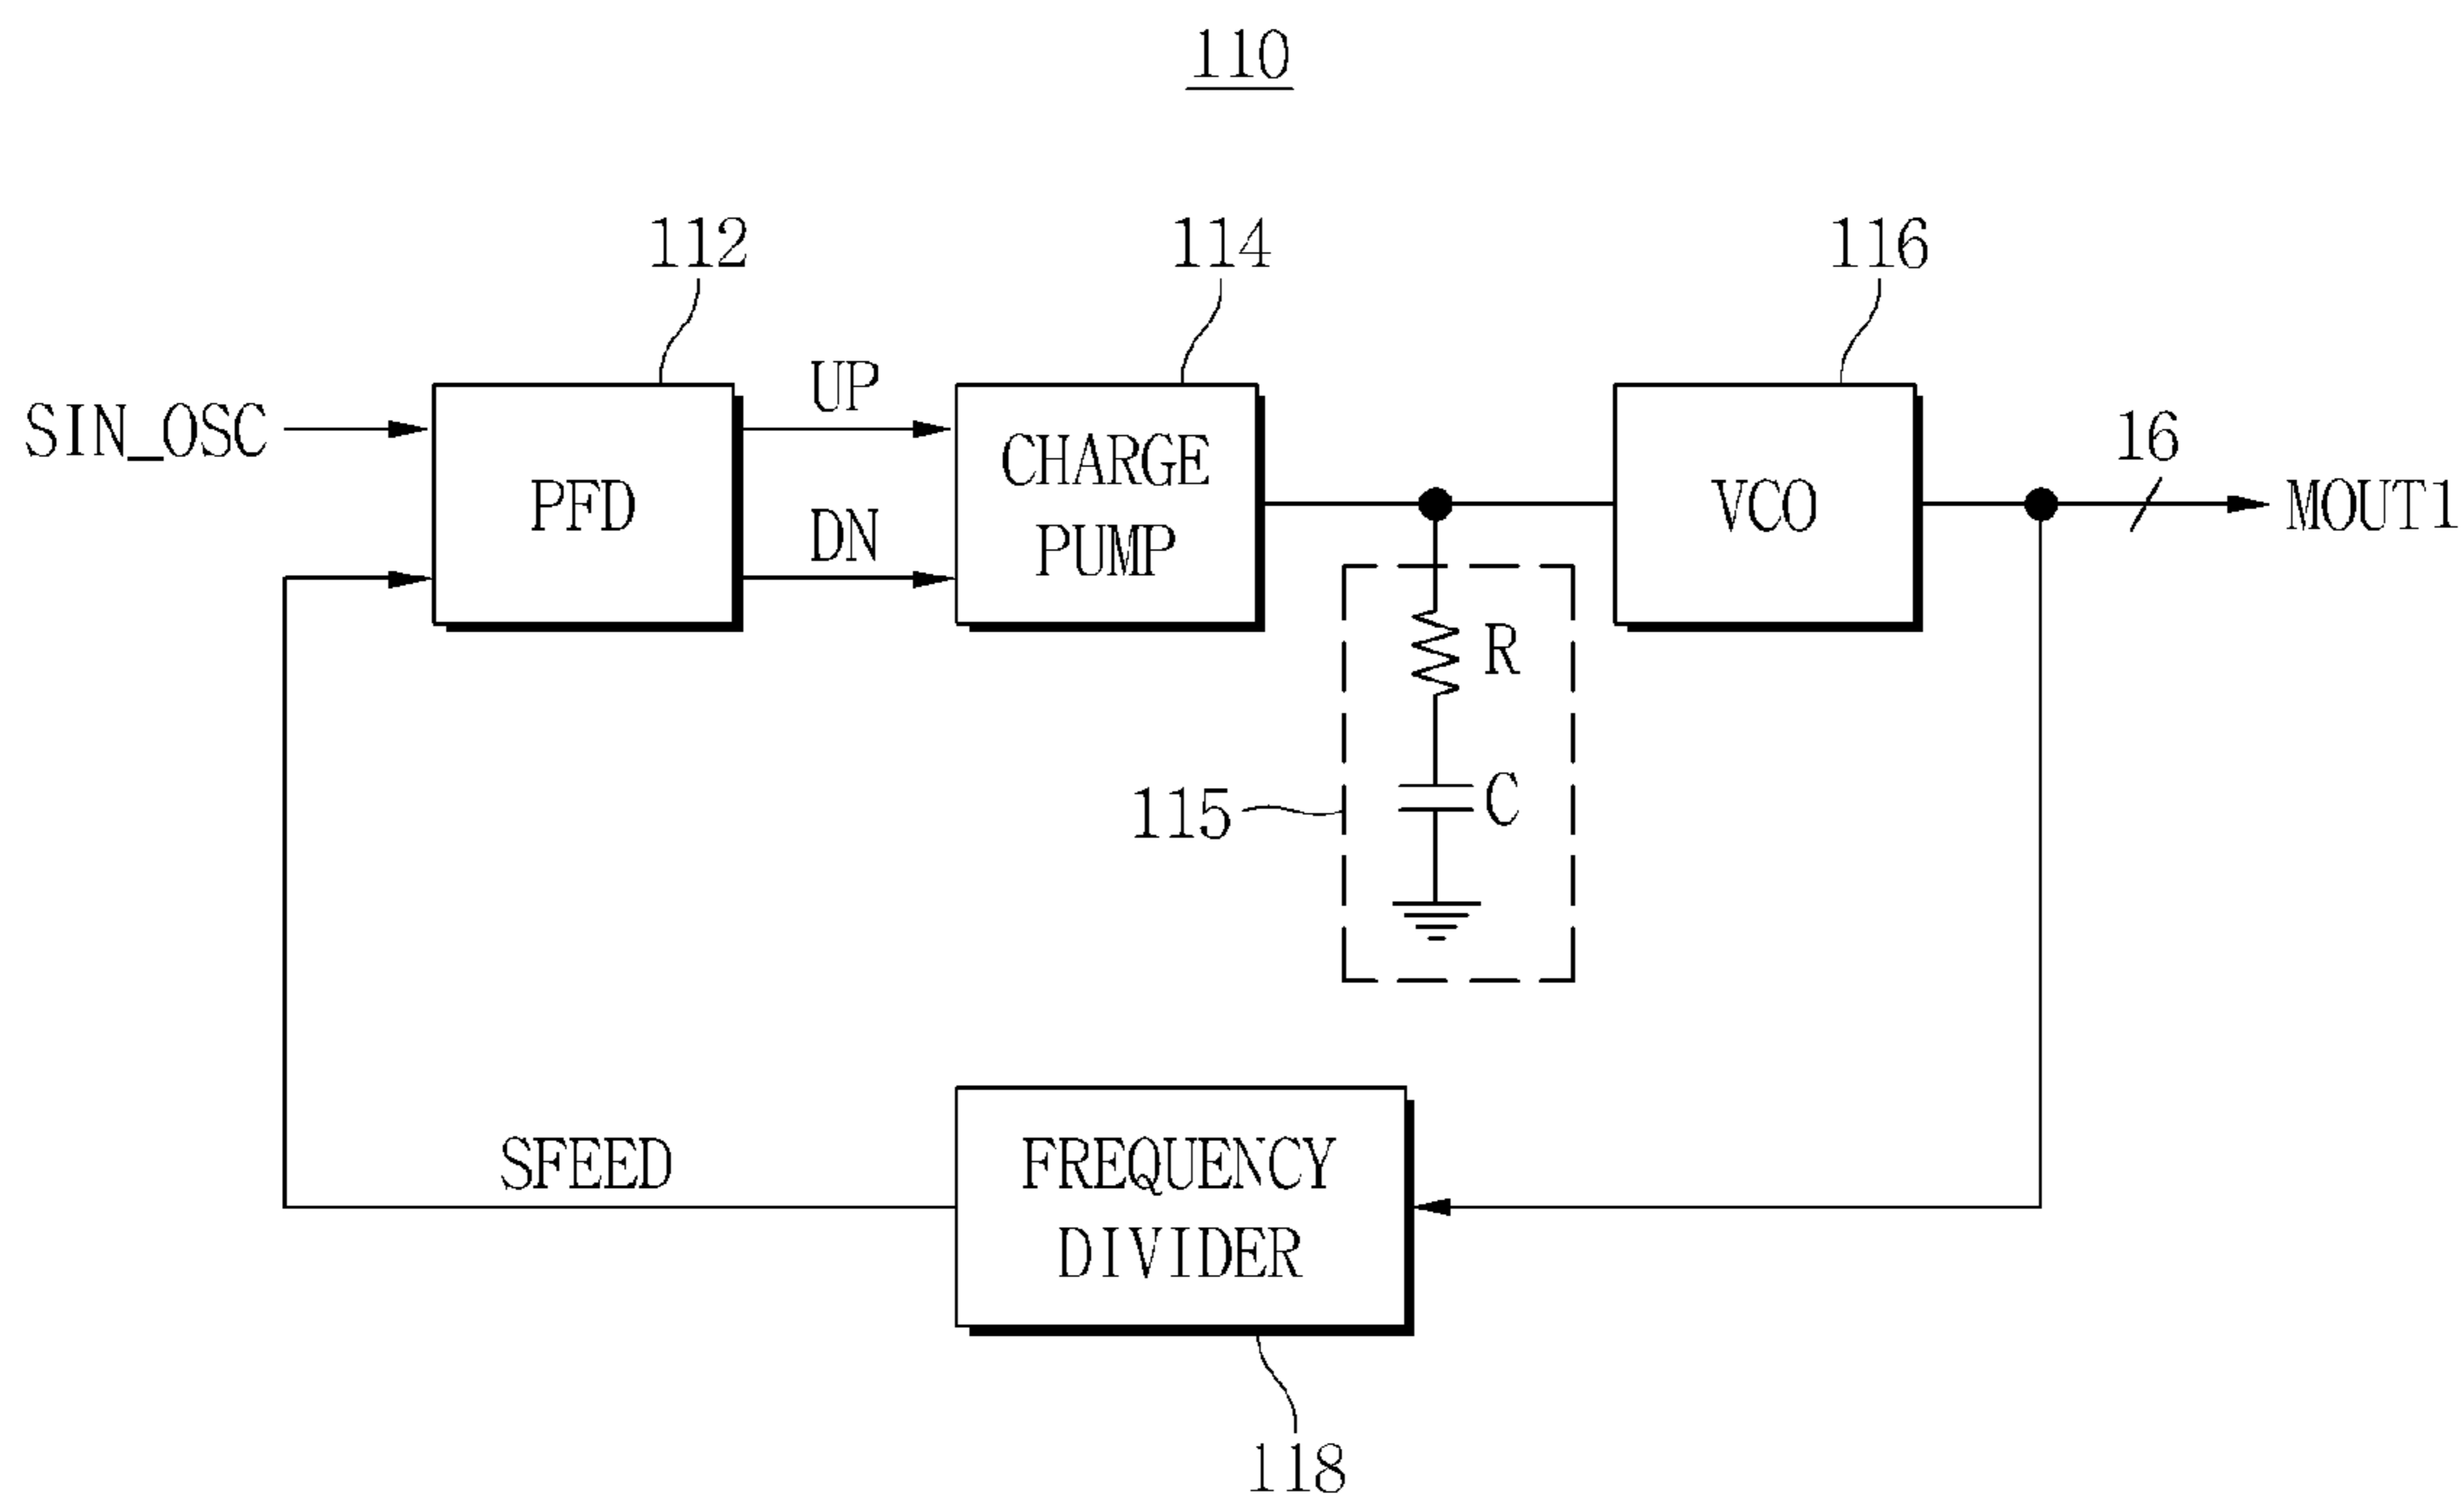 110
112
114
116
SIN_OSC
UP
DN
PFD
CHARGE
PUMP
VCO
16
MOUT1
R
C
115
SFEED
FREQUENCY
DIVIDER
118